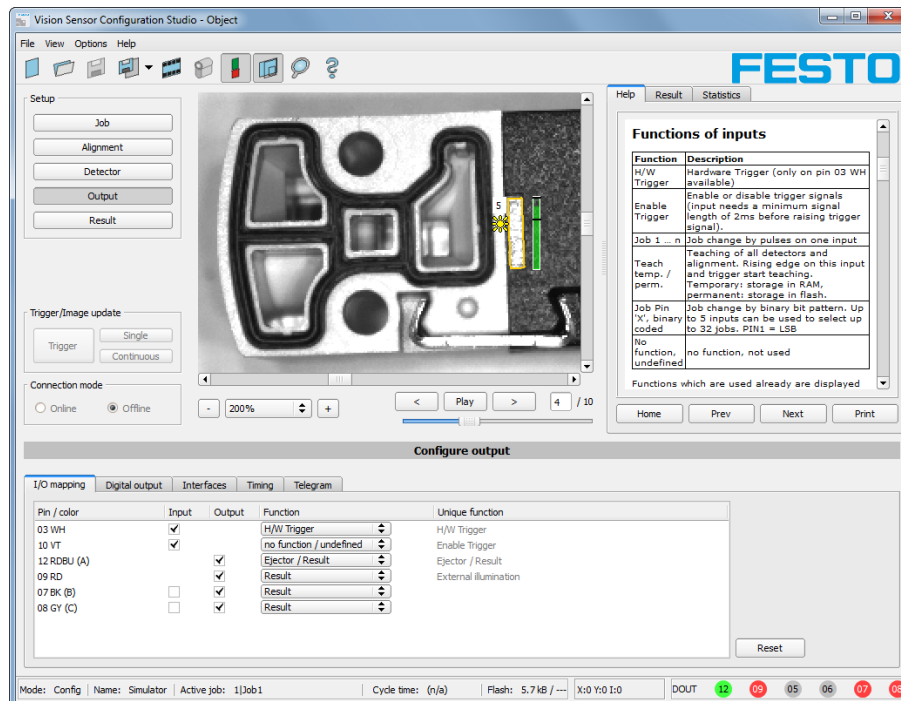 Vision Sensor Configuration Studio - Object
File View Options Help
FESTO
Setup
Job
Alignment
Detector
Output
Result
Trigger/Image update
Trigger
Single
Continuous
Connection mode
Online
Offline
5
- 200% +
< Play > 4 / 10
Help Result Statistics
Functions of inputs
Function Description
H/W Trigger Hardware Trigger (only on pin 03 WH
available)
Enable Trigger Enable or disable trigger signals
(input needs a minimum signal
length of 2ms before raising trigger
signal).
Job 1 ... n Job change by pulses on one input
Teach temp. / perm. Teaching of all detectors and
alignment. Rising edge on this input
and trigger start teaching.
Temporary: storage in RAM,
permanent: storage in flash.
Job Pin 'X', binary coded Job change by binary bit pattern. Up
to 5 inputs can be used to select up
to 32 jobs. PIN1 = LSB
No function, undefined no function, not used
Functions which are used already are displayed
Home Prev Next Print
Configure output
I/O mapping Digital output Interfaces Timing Telegram
Pin / color Input Output Function Unique function
03 WH H/W Trigger H/W Trigger
10 VT no function / undefined Enable Trigger
12 RDBU (A) Ejector / Result Ejector / Result
09 RD Result External illumination
07 BK (B) Result
08 GY (C) Result
Reset
Mode: Config Name: Simulator Active job: 1|Job1 Cycle time: (n/a) Flash: 5.7 kB / --- X:0 Y:0 I:0 DOUT 12 09 05 06 07 08